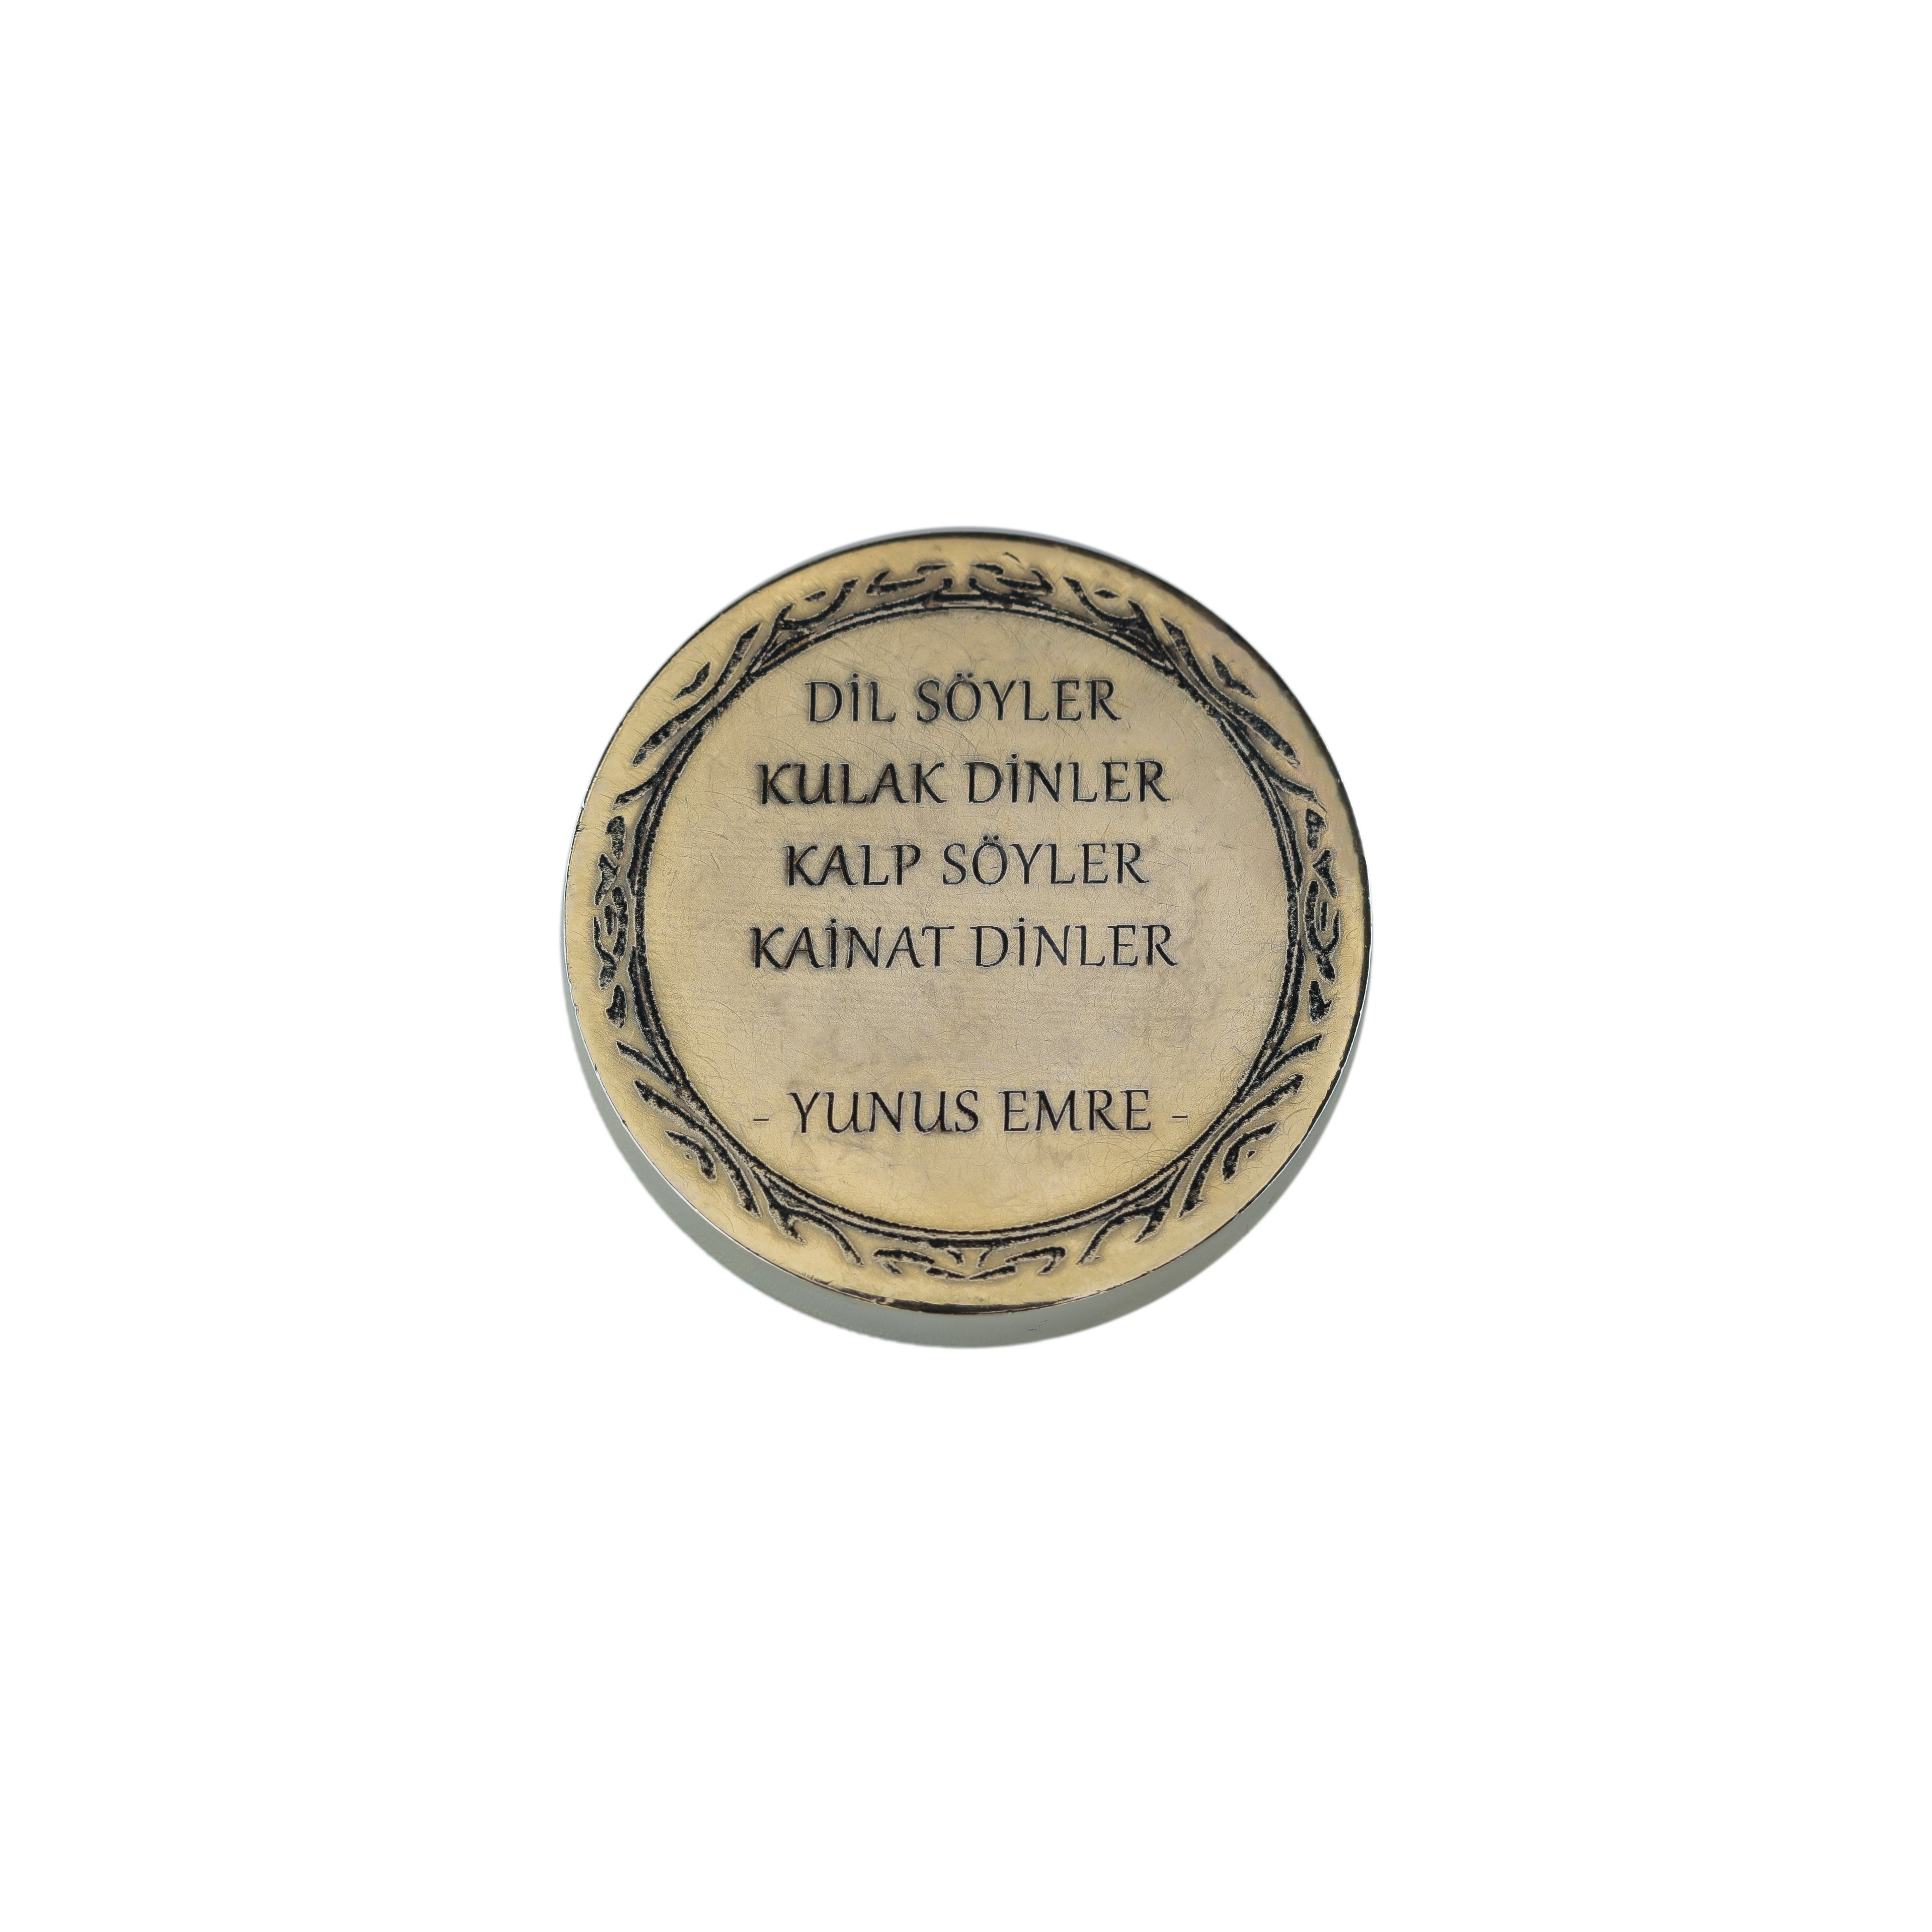 DİL SÖYLER
KULAK DİNLER
KALP SÖYLER
KAİNAT DİNLER
- YUNUS EMRE -